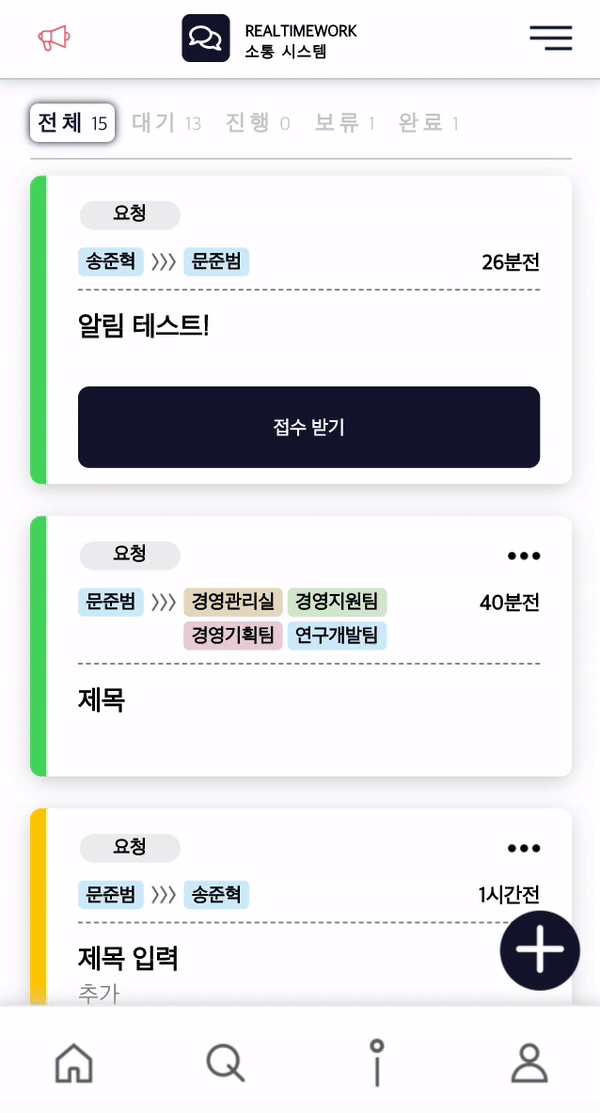 REALTIMEWORK
소통 시스템
전체 15 대기 13 진행 0 보류 1 완료 1
요청
송준혁 》》 문준범 26분전
알림 테스트!
접수 받기
요청
문준범 》》 경영관리실 경영지원팀 40분전
경영기획팀 연구개발팀
제목
요청
문준범 》》 송준혁 1시간전
제목 입력
추가